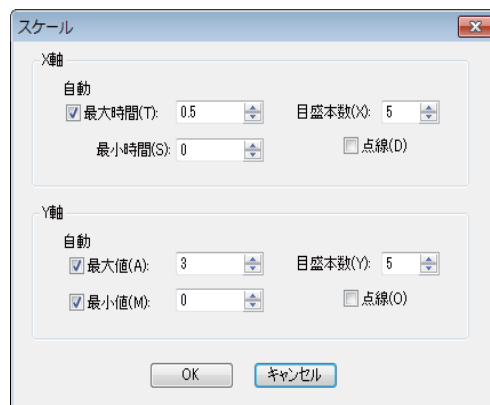 スケール
X軸
自動
最大時間(T): 0.5 目盛本数(X): 5
最小時間(S): 0 点線(D)
Y軸
自動
最大値(A): 3 目盛本数(Y): 5
最小値(M): 0 点線(O)
OK キャンセル